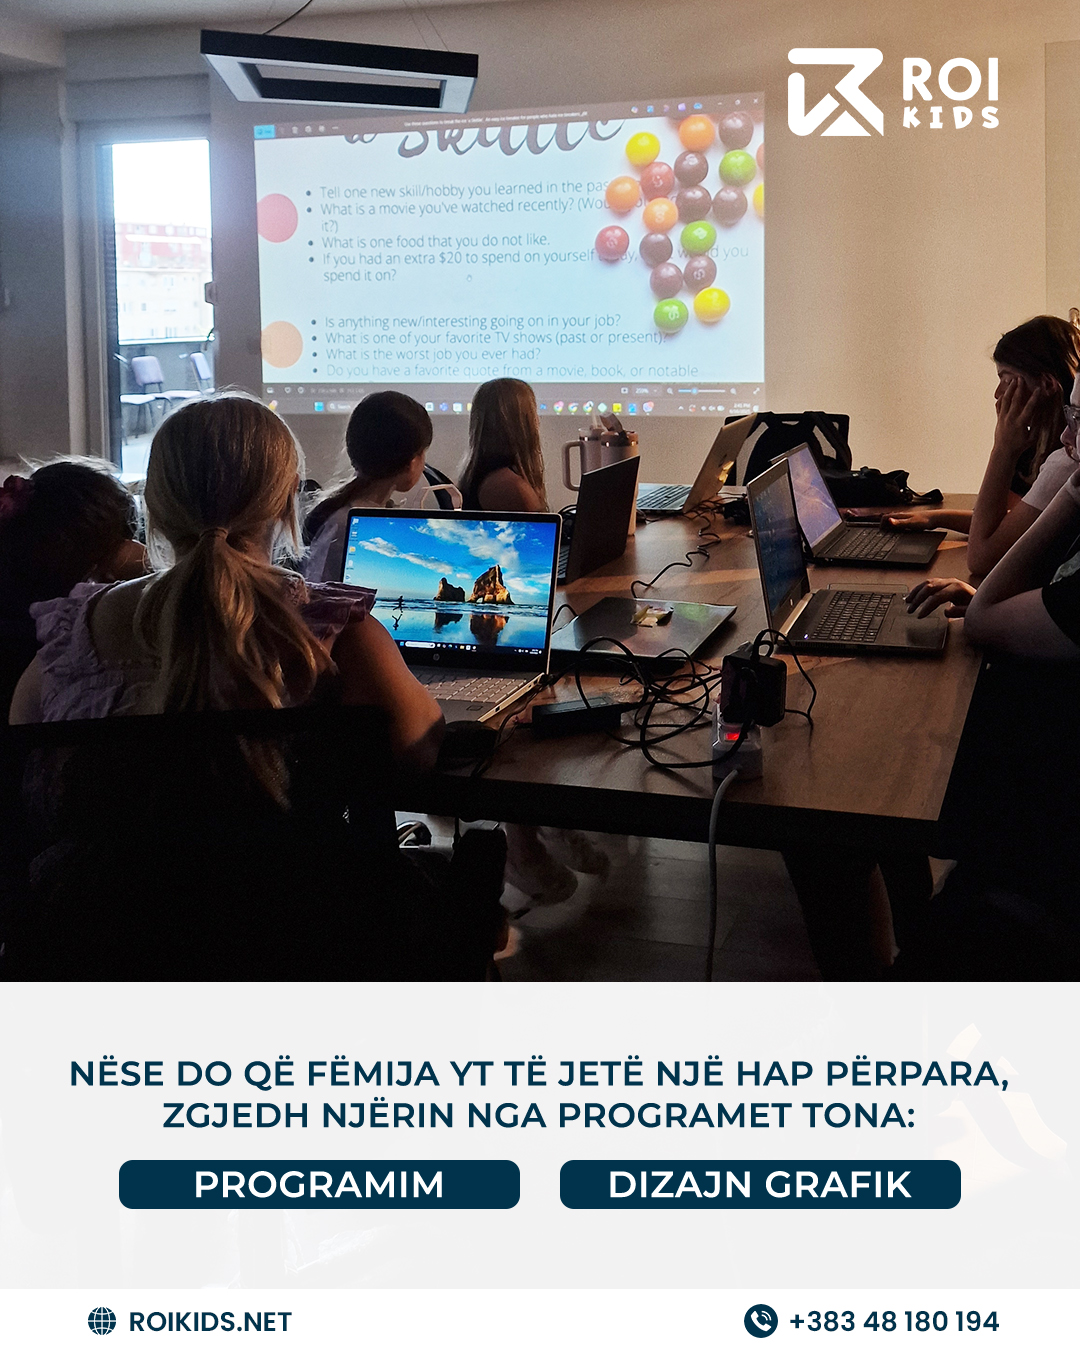 ROI
KIDS
a Skittle
Tell one new skill/hobby you learned in the pas
What is a movie you've watched recently? (Wou
it?)
What is one food that you do not like.
If you had an extra $20 to spend on yourself
spend it on?
Is anything new/interesting going on in your job?
What is one of your favorite TV shows (past or present)?
What is the worst job you ever had?
Do you have a favorite quote from a movie, book, or notable
NËSE DO QË FËMIJA YT TË JETË NJË HAP PËRPARA,
ZGJEDH NJËRIN NGA PROGRAMET TONA:
PROGRAMIM
DIZAJN GRAFIK
ROIKIDS.NET
+383 48 180 194